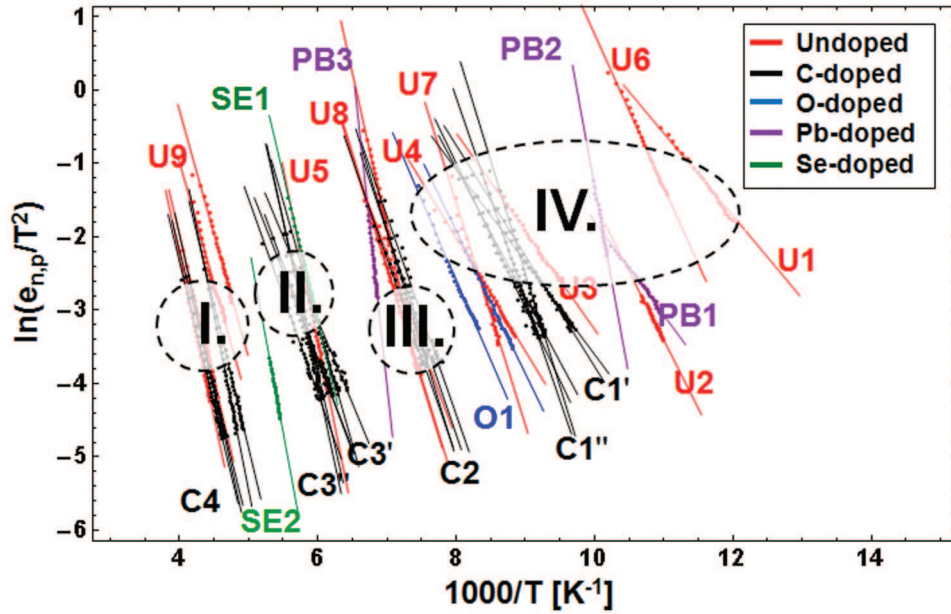 1
0
−1
−2
−3
−4
−5
−6
4
6
8
10
12
14
ln(e_{n,p}/T^2)
1000/T [K^-1]
Undoped
C-doped
O-doped
Pb-doped
Se-doped
PB3
PB2
U6
SE1
U7
U8
U9
U5
U4
IV.
U1
I.
II.
III.
U3
PB1
U2
C1'
O1
C1''
C3'
C2
C3''
C4
SE2